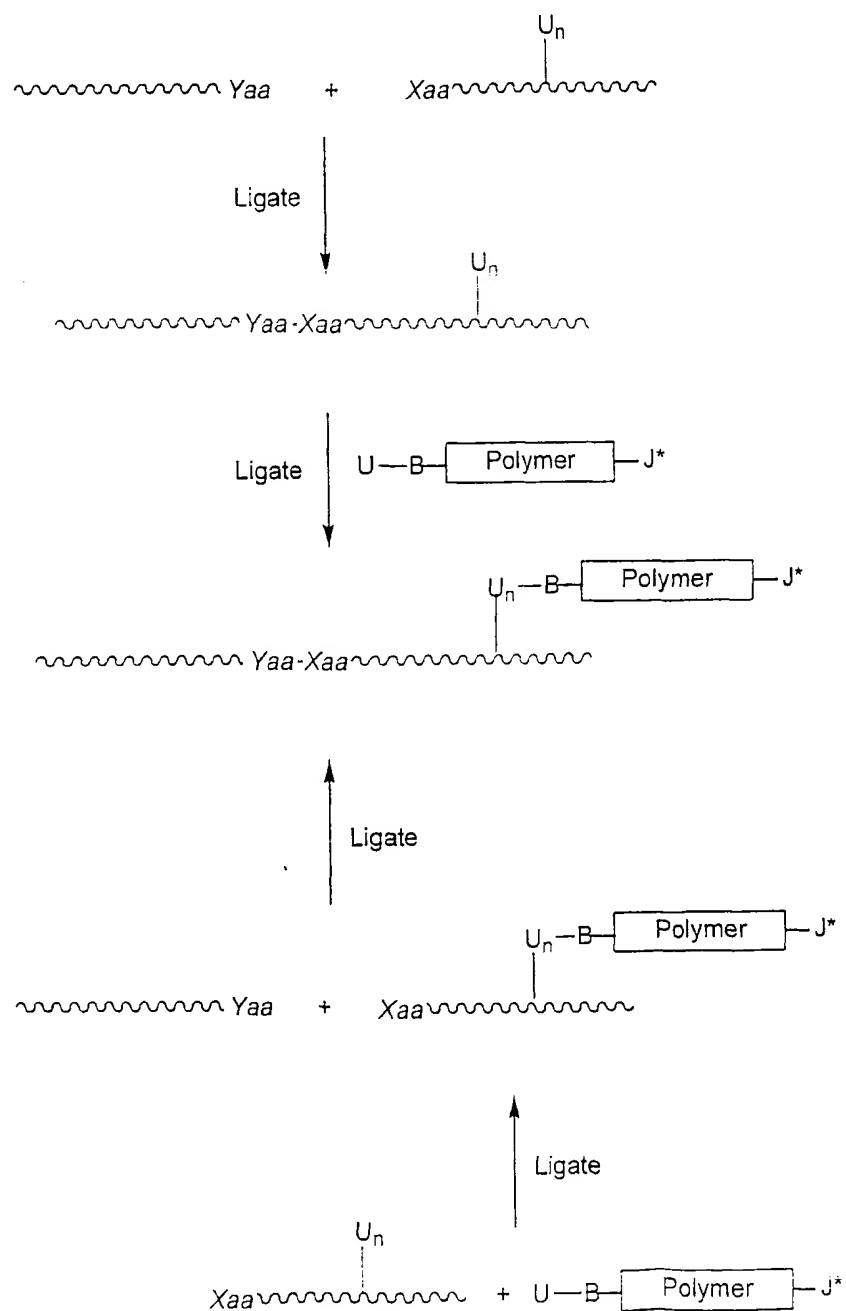 Uₙ
Yaa + Xaa
Ligate
Uₙ
Yaa-Xaa
Ligate U—B—Polymer—J*
Uₙ—B—Polymer—J*
Yaa-Xaa
Ligate
Uₙ—B—Polymer—J*
Yaa + Xaa
Ligate
Uₙ
Xaa + U—B—Polymer—J*